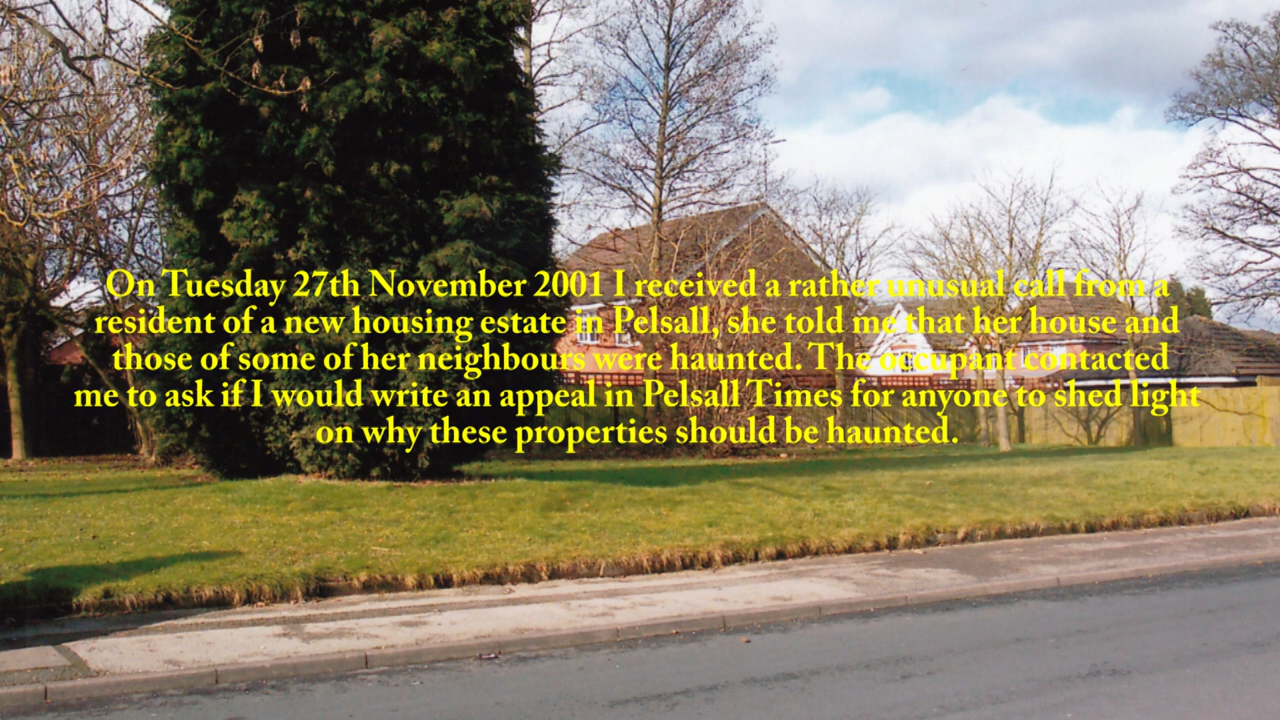 On Tuesday 27th November 2001 I received a rather unusual call from a
resident of a new housing estate in Pelsall, she told me that her house and
those of some of her neighbours were haunted. The occupant contacted
me to ask if I would write an appeal in Pelsall Times for anyone to shed light
on why these properties should be haunted.